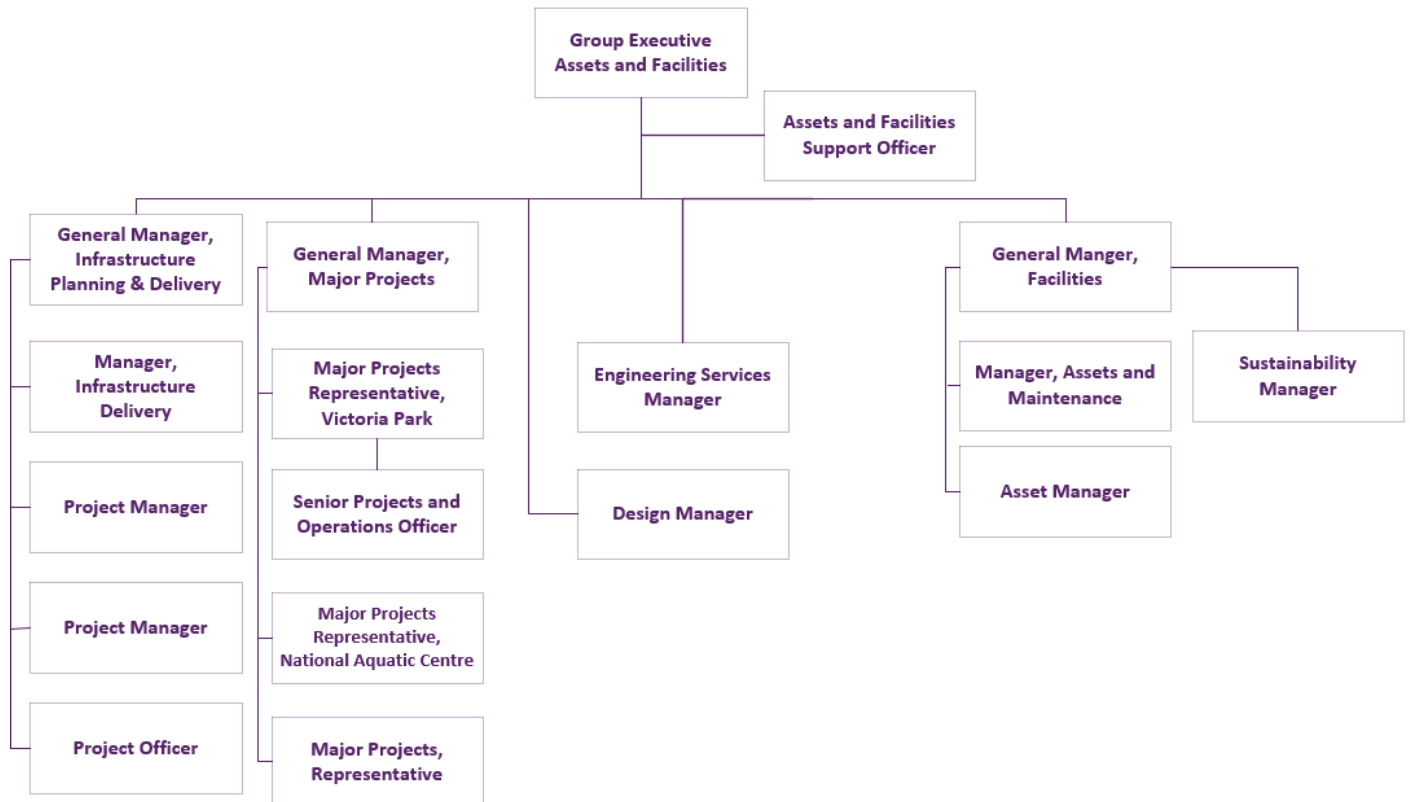 Group Executive
Assets and Facilities
Assets and Facilities
Support Officer
General Manager,
Infrastructure
Planning & Delivery
Manager,
Infrastructure
Delivery
Project Manager
Project Manager
Project Officer
General Manager,
Major Projects
Major Projects
Representative,
Victoria Park
Senior Projects and
Operations Officer
Major Projects
Representative,
National Aquatic Centre
Major Projects,
Representative
Engineering Services
Manager
Design Manager
General Manger,
Facilities
Manager, Assets and
Maintenance
Asset Manager
Sustainability
Manager